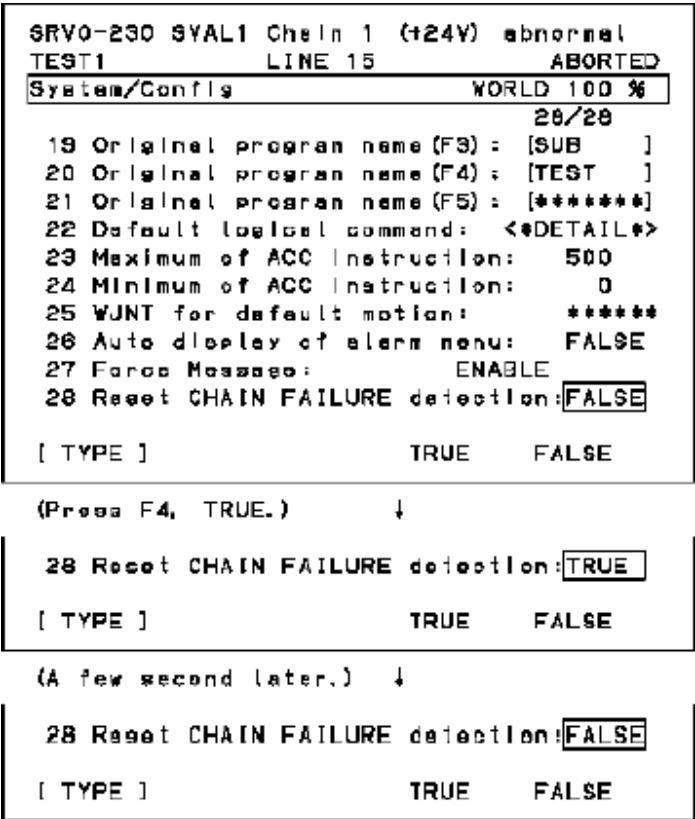 SRVO-230 SVAL1 Chain 1 (+24V) abnormal
TEST1 LINE 15 ABORTED
System/Config WORLD 100 %
28/28
19 Original program name(F3) : [SUB ]
20 Original program name(F4) : [TEST ]
21 Original program name(F5) : [*******]
22 Default logical command: <*DETAIL*>
23 Maximum of ACC instruction: 500
24 Minimum of ACC instruction: 0
25 WJNT for default motion: ******
26 Auto display of alarm menu: FALSE
27 Force Message: ENABLE
28 Reset CHAIN FAILURE detection:FALSE
[ TYPE ] TRUE FALSE
(Press F4, TRUE.) ↓
28 Reset CHAIN FAILURE detection:TRUE
[ TYPE ] TRUE FALSE
(A few second later.) ↓
28 Reset CHAIN FAILURE detection:FALSE
[ TYPE ] TRUE FALSE